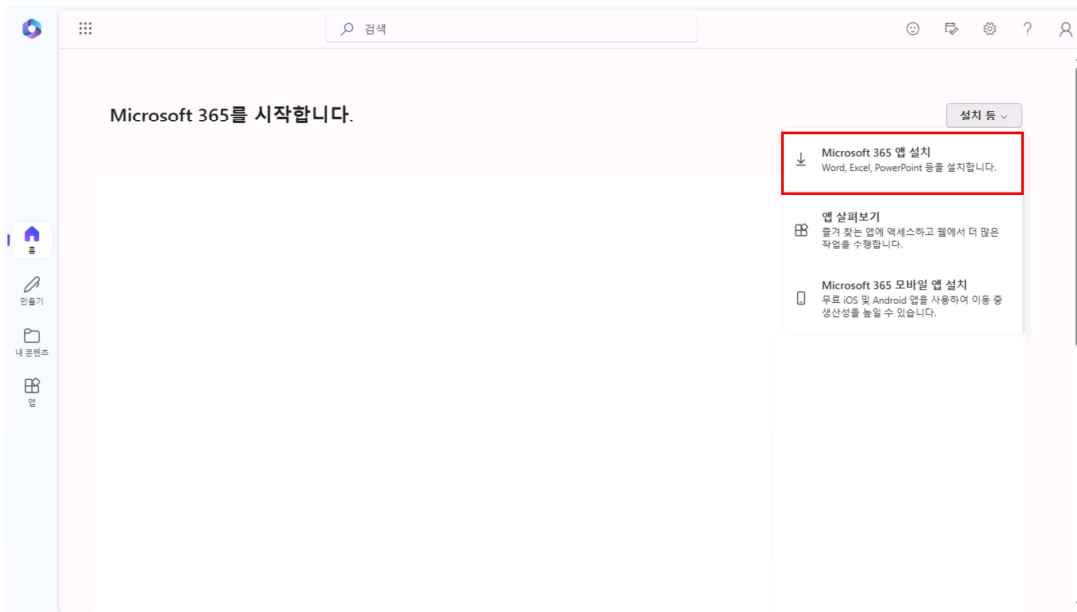 검색
Microsoft 365를 시작합니다.
설치 등
Microsoft 365 앱 설치
Word, Excel, PowerPoint 등을 설치합니다.
앱 살펴보기
즐겨 찾는 앱에 액세스하고 웹에서 더 많은
작업을 수행합니다.
Microsoft 365 모바일 앱 설치
무료 iOS 및 Android 앱을 사용하여 이동 중
생산성을 높일 수 있습니다.
홈
만들기
내 콘텐츠
앱